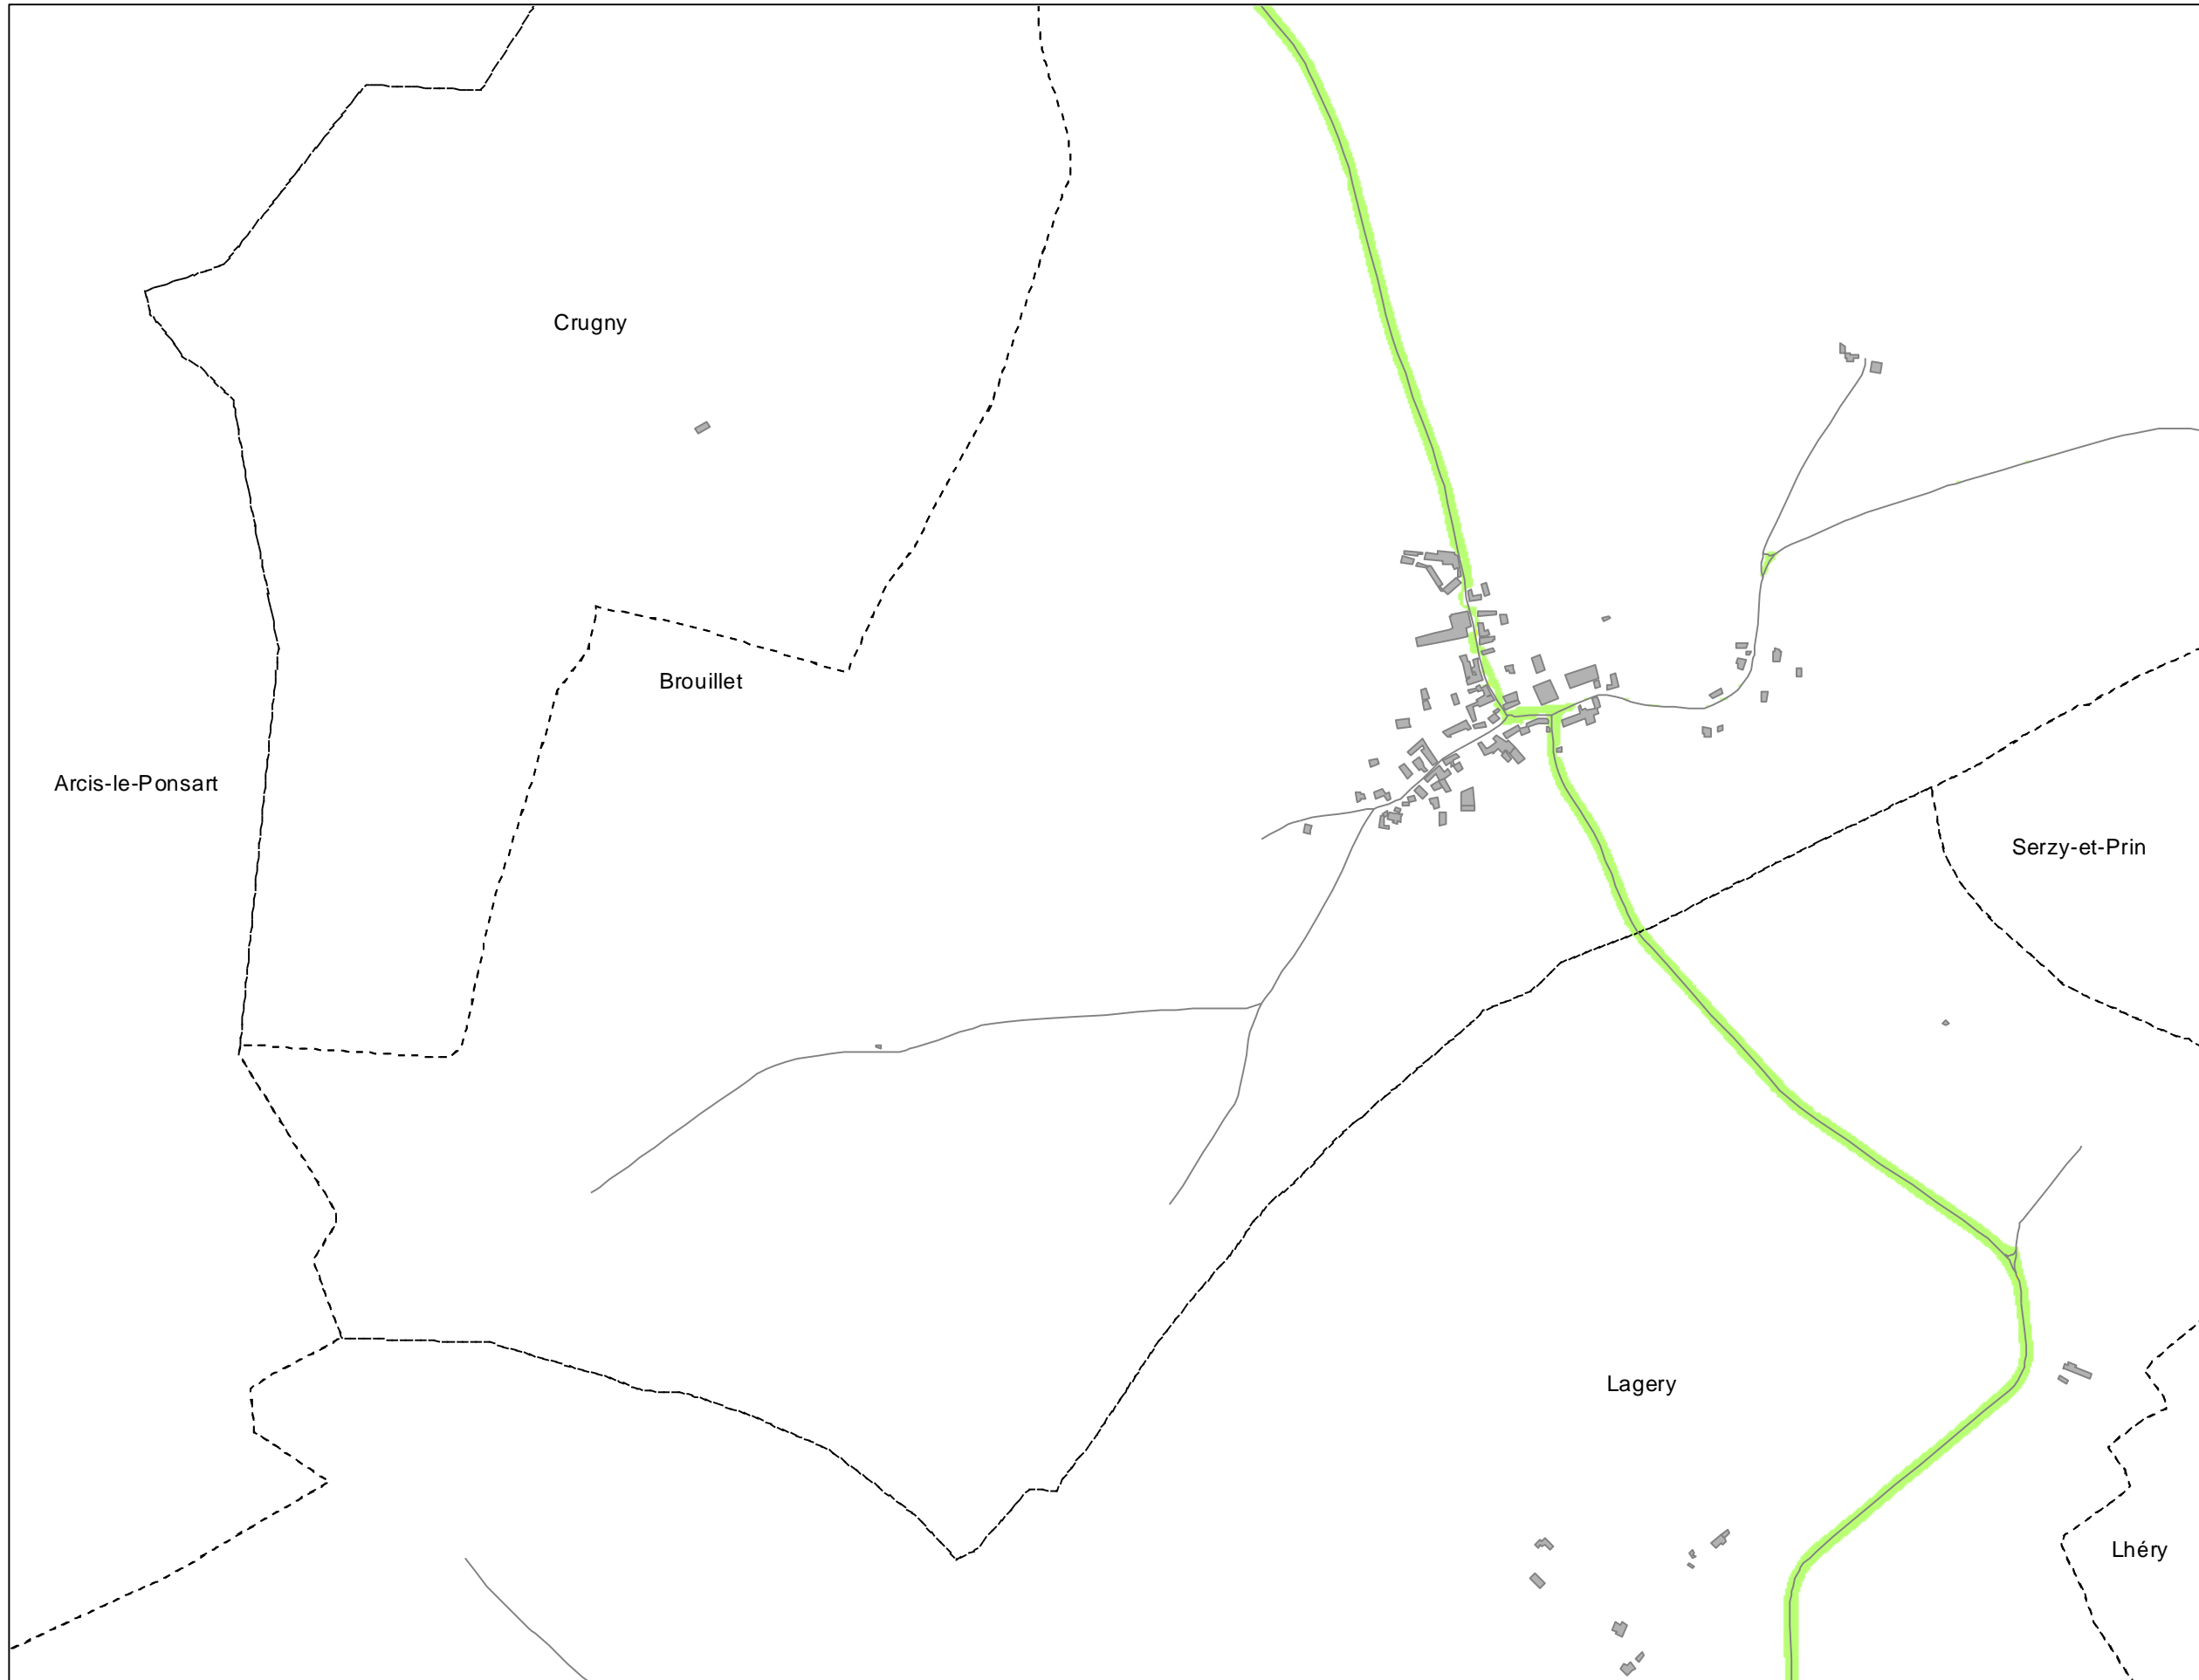 Crugny
Brouillet
Arcis-le-Ponsart
Serzy-et-Prin
Lagery
Lhéry